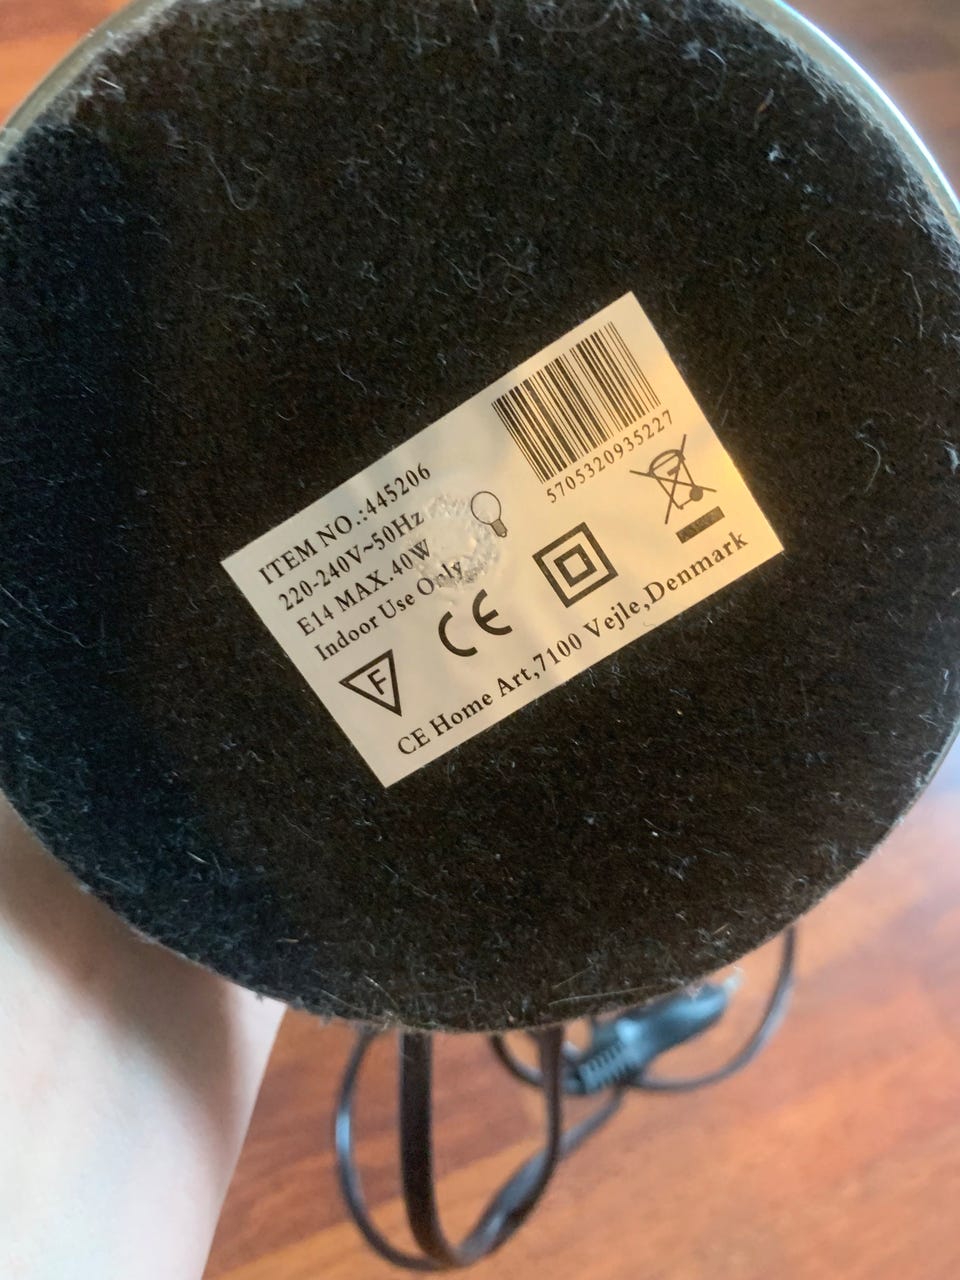 5705320935227
ITEM NO.:445206
220-240V~50Hz
E14 MAX.40W
Indoor Use Only
F
CE
CE Home Art,7100 Vejle,Denmark